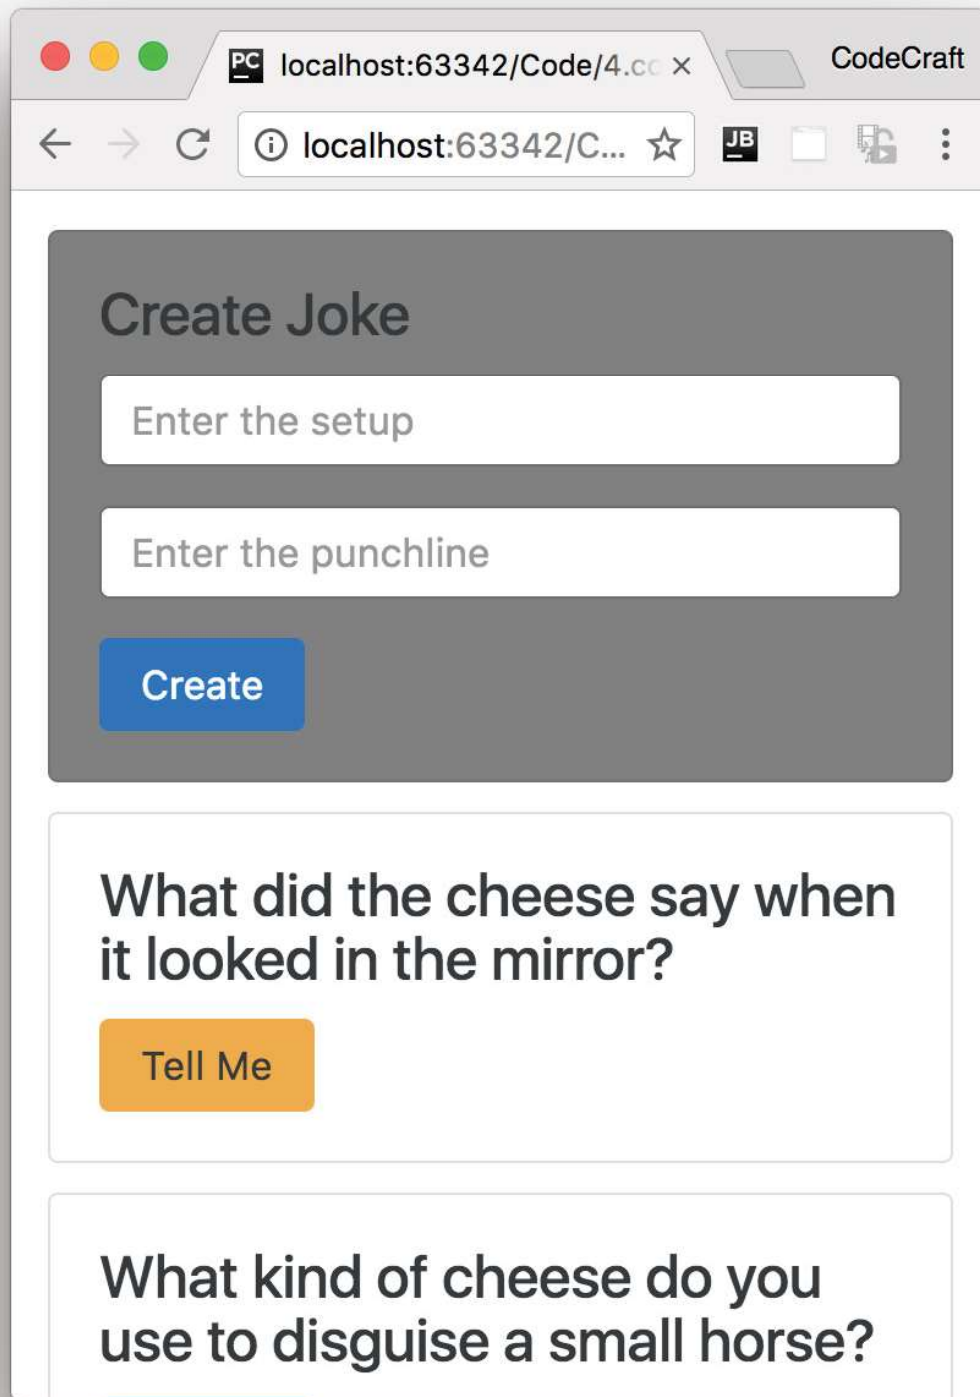 PC localhost:63342/Code/4.co
CodeCraft
localhost:63342/C...
JB
Create Joke
Enter the setup
Enter the punchline
Create
What did the cheese say when
it looked in the mirror?
Tell Me
What kind of cheese do you
use to disguise a small horse?